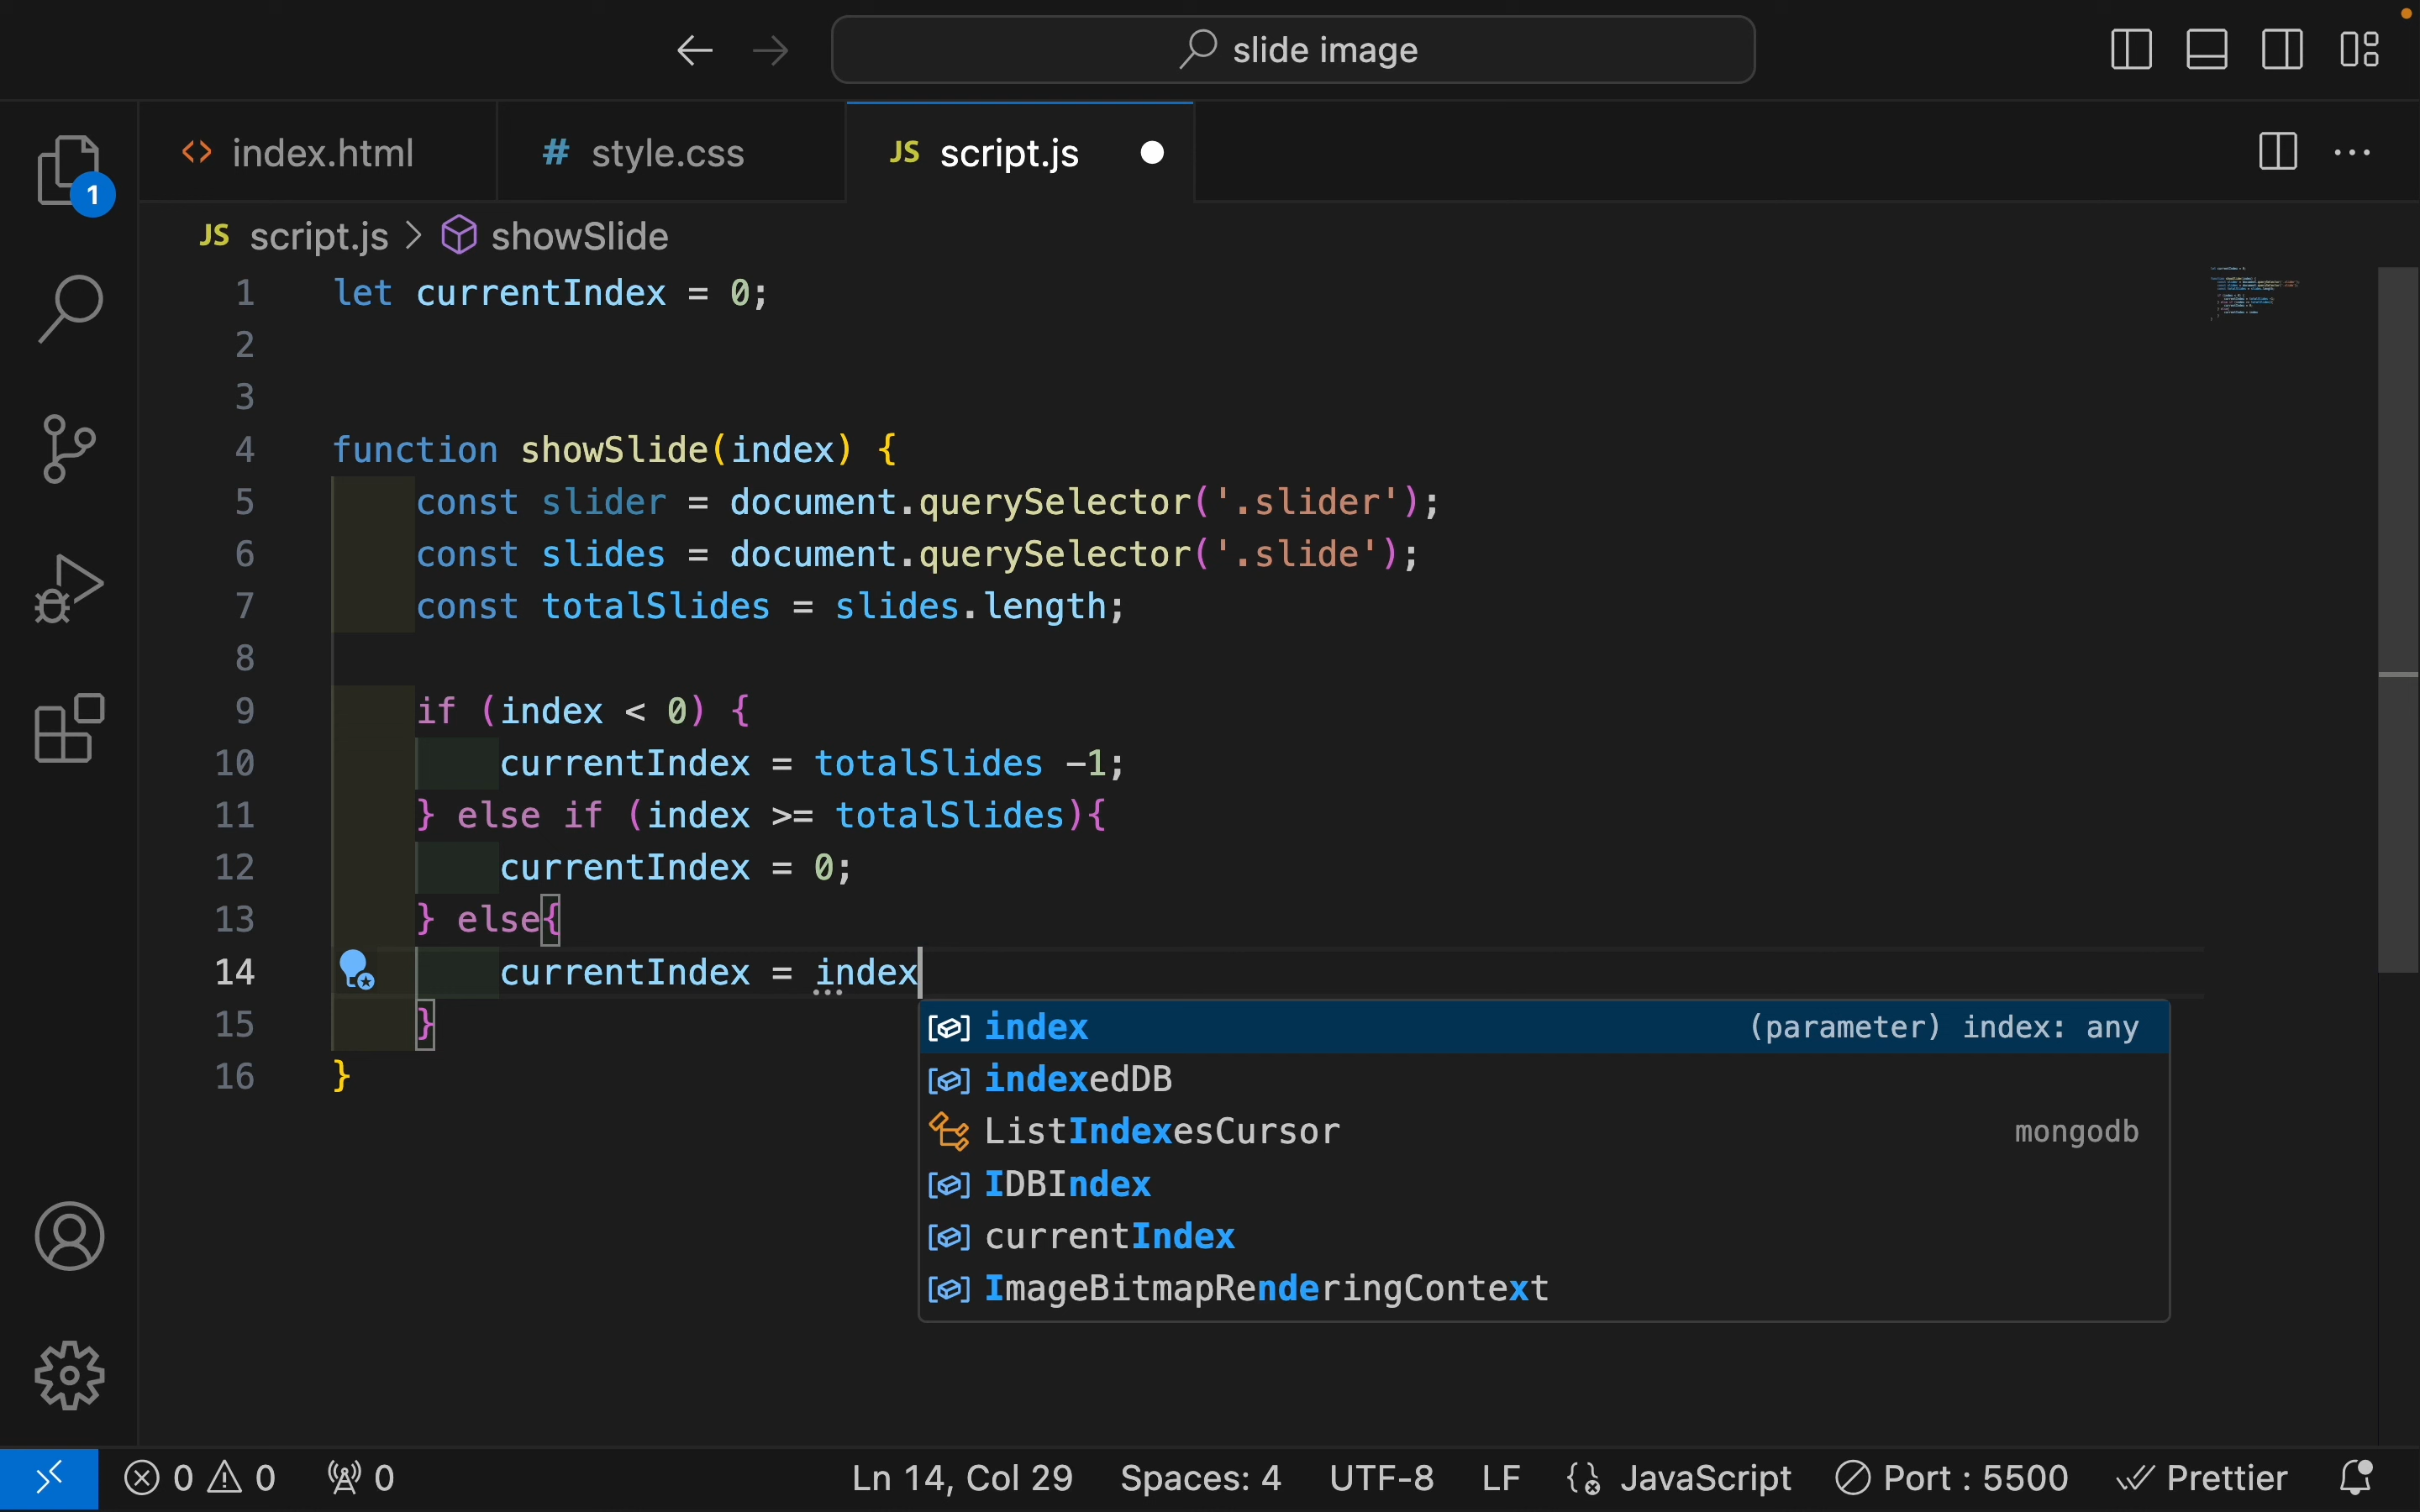 slide image
index.html
# style.css
JS script.js
1
JS script.js > showSlide
1 let currentIndex = 0;
2
3
4 function showSlide(index) {
5 const slider = document.querySelector('.slider');
6 const slides = document.querySelector('.slide');
7 const totalSlides = slides.length;
8
9 if (index < 0) {
10 currentIndex = totalSlides -1;
11 } else if (index >= totalSlides){
12 currentIndex = 0;
13 } else{
14 currentIndex = index
15 }
16 }
index (parameter) index: any
indexedDB
ListIndexesCursor mongodb
IDBIndex
currentIndex
ImageBitmapRenderingContext
0 0 0 Ln 14, Col 29 Spaces: 4 UTF-8 LF JavaScript Port : 5500 Prettier